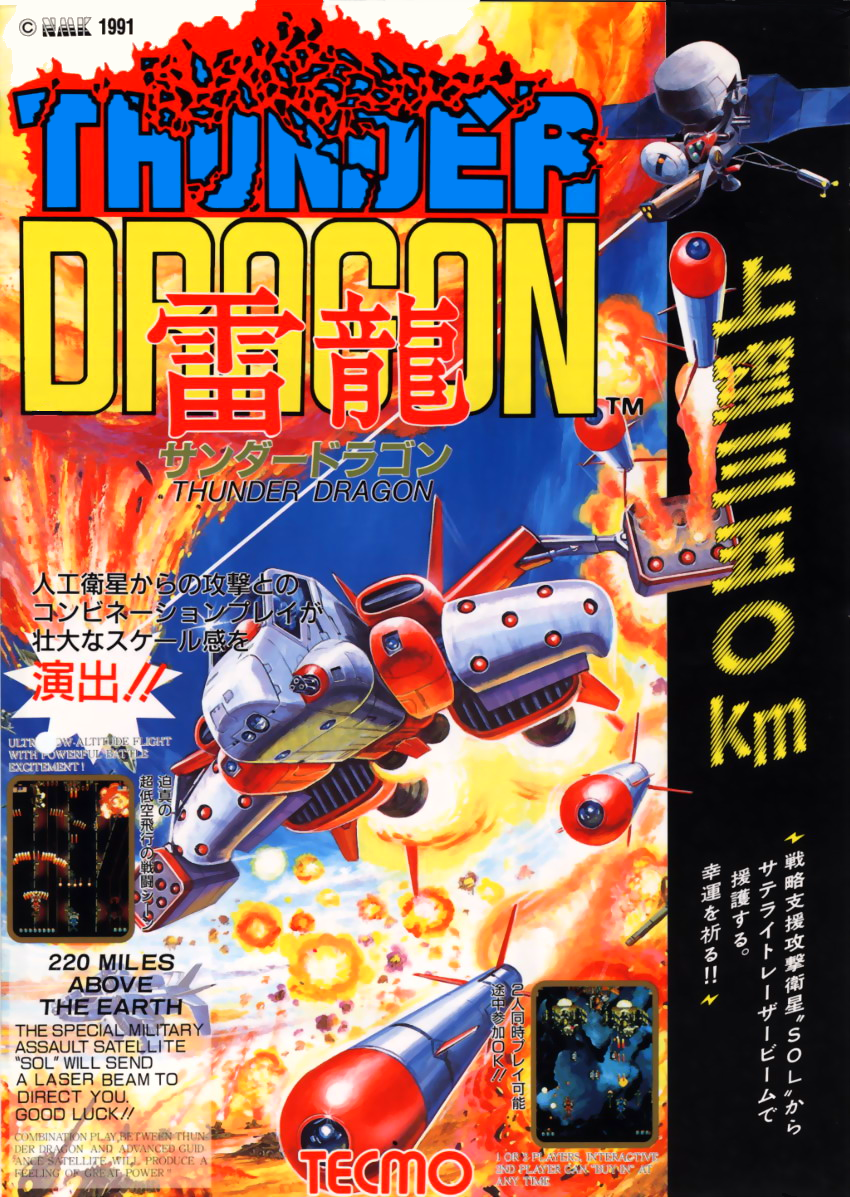 © NMK 1991
THUNDER
DRAGON
雷龍
TM
サンダードラゴン
THUNDER DRAGON
上空三五〇km
人工衛星からの攻撃との
コンビネーションプレイが
壮大なスケール感を
演出!!
ULTRA LOW-ALTITUDE FLIGHT
WITH POWERFUL BATTLE
EXCITEMENT!
迫真の
超低空飛行の戦闘シーン
戦略支援攻撃衛星"SOL"から
サテライトレーザービームで
援護する。
幸運を祈る!!
220 MILES
ABOVE
THE EARTH
THE SPECIAL MILITARY
ASSAULT SATELLITE
"SOL" WILL SEND
A LASER BEAM TO
DIRECT YOU.
GOOD LUCK!!
COMBINATION PLAY BETWEEN THUN-
DER DRAGON AND ADVANCED GUID-
ANCE SATELLITE WILL PRODUCE A
FEELING OF "GREAT POWER"
2人同時プレイ可能
途中参加OK!!
TECMO
1 OR 2 PLAYERS, INTERACTIVE
2ND PLAYER CAN "BUY IN" AT
ANY TIME